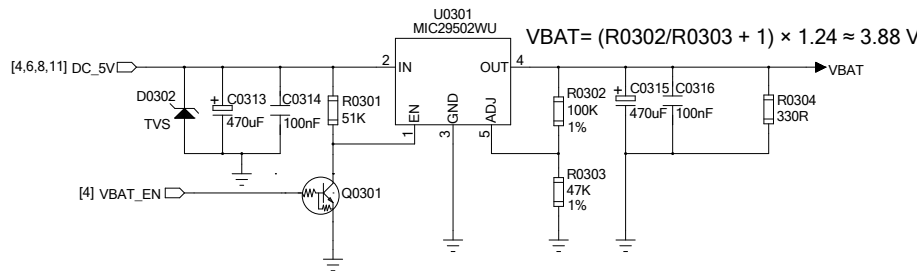 U0301
MIC29502WU
VBAT= (R0302/R0303 + 1) × 1.24 ≈ 3.88 V
[4,6,8,11] DC_5V
2 IN
OUT 4
VBAT
EN
GND
ADJ
1
3
5
D0302
TVS
+ C0313
470uF
C0314
100nF
R0301
51K
R0302
100K
1%
+ C0315
470uF
C0316
100nF
R0304
330R
R0303
47K
1%
[4] VBAT_EN
Q0301